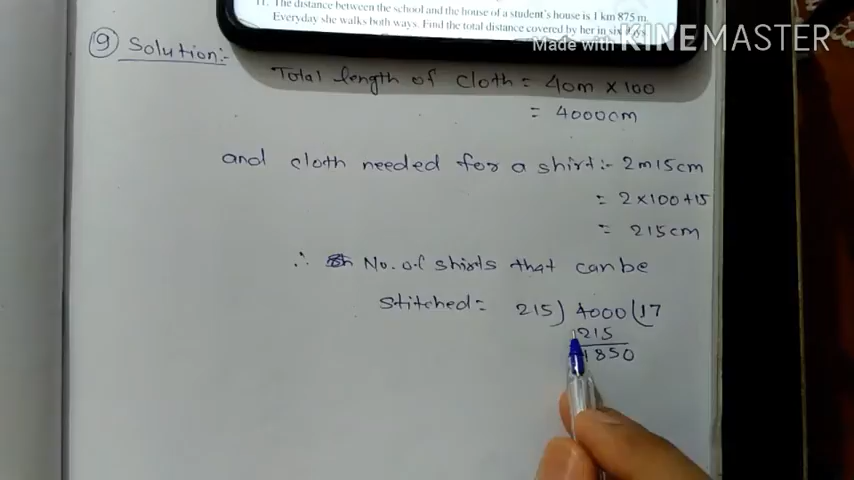 11. The distance between the school and the house of a student's house is 1 km 875 m.
Everyday she walks both ways. Find the total distance covered by her in six days.
Made with KINEMASTER
9 Solution:-
Total length of cloth = 40m × 100
= 4000cm
and cloth needed for a shirt:- 2m15cm
= 2×100+15
= 215cm
∴ No. of shirts that can be
stitched = 215) 4000 (17
215
1850